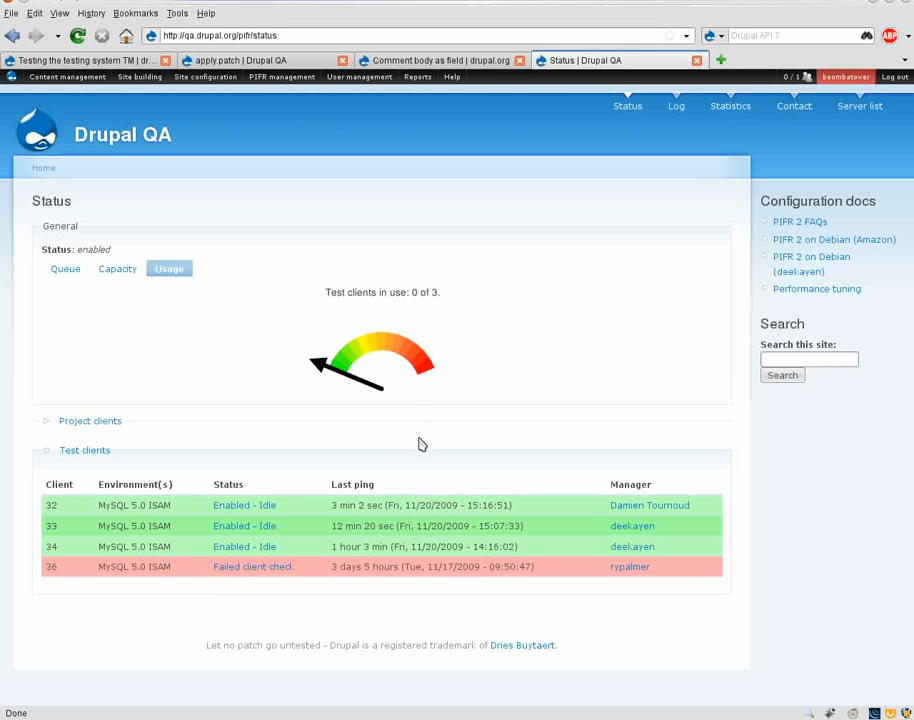 File Edit View History Bookmarks Tools Help
http://qa.drupal.org/pifr/status
Drupal API 7
ABP
Testing the testing system TM | dr...
apply.patch | Drupal QA
Comment body as field | drupal.org
Status | Drupal QA
Content management Site building Site configuration PIFR management User management Reports Help
0 / 1 boombatower Log out
Status Log Statistics Contact Server list
Drupal QA
Home
Status
General
Status: enabled
Queue Capacity Usage
Test clients in use: 0 of 3.
Project clients
Test clients
Client Environment(s) Status Last ping Manager
32 MySQL 5.0 ISAM Enabled - Idle 3 min 2 sec (Fri, 11/20/2009 - 15:16:51) Damien Tournoud
33 MySQL 5.0 ISAM Enabled - Idle 12 min 20 sec (Fri, 11/20/2009 - 15:07:33) deekayen
34 MySQL 5.0 ISAM Enabled - Idle 1 hour 3 min (Fri, 11/20/2009 - 14:16:02) deekayen
36 MySQL 5.0 ISAM Failed client check. 3 days 5 hours (Tue, 11/17/2009 - 09:50:47) rypalmer
Let no patch go untested - Drupal is a registered trademark of Dries Buytaert.
Configuration docs
PIFR 2 FAQs
PIFR 2 on Debian (Amazon)
PIFR 2 on Debian
(deekayen)
Performance tuning
Search
Search this site:
Search
Done